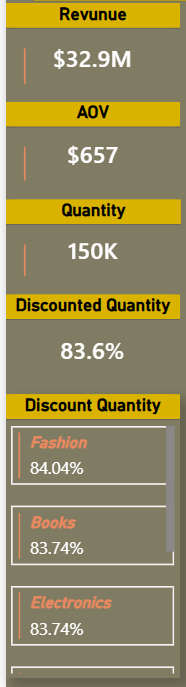 Revunue
$32.9M
AOV
$657
Quantity
150K
Discounted Quantity
83.6%
Discount Quantity
Fashion
84.04%
Books
83.74%
Electronics
83.74%